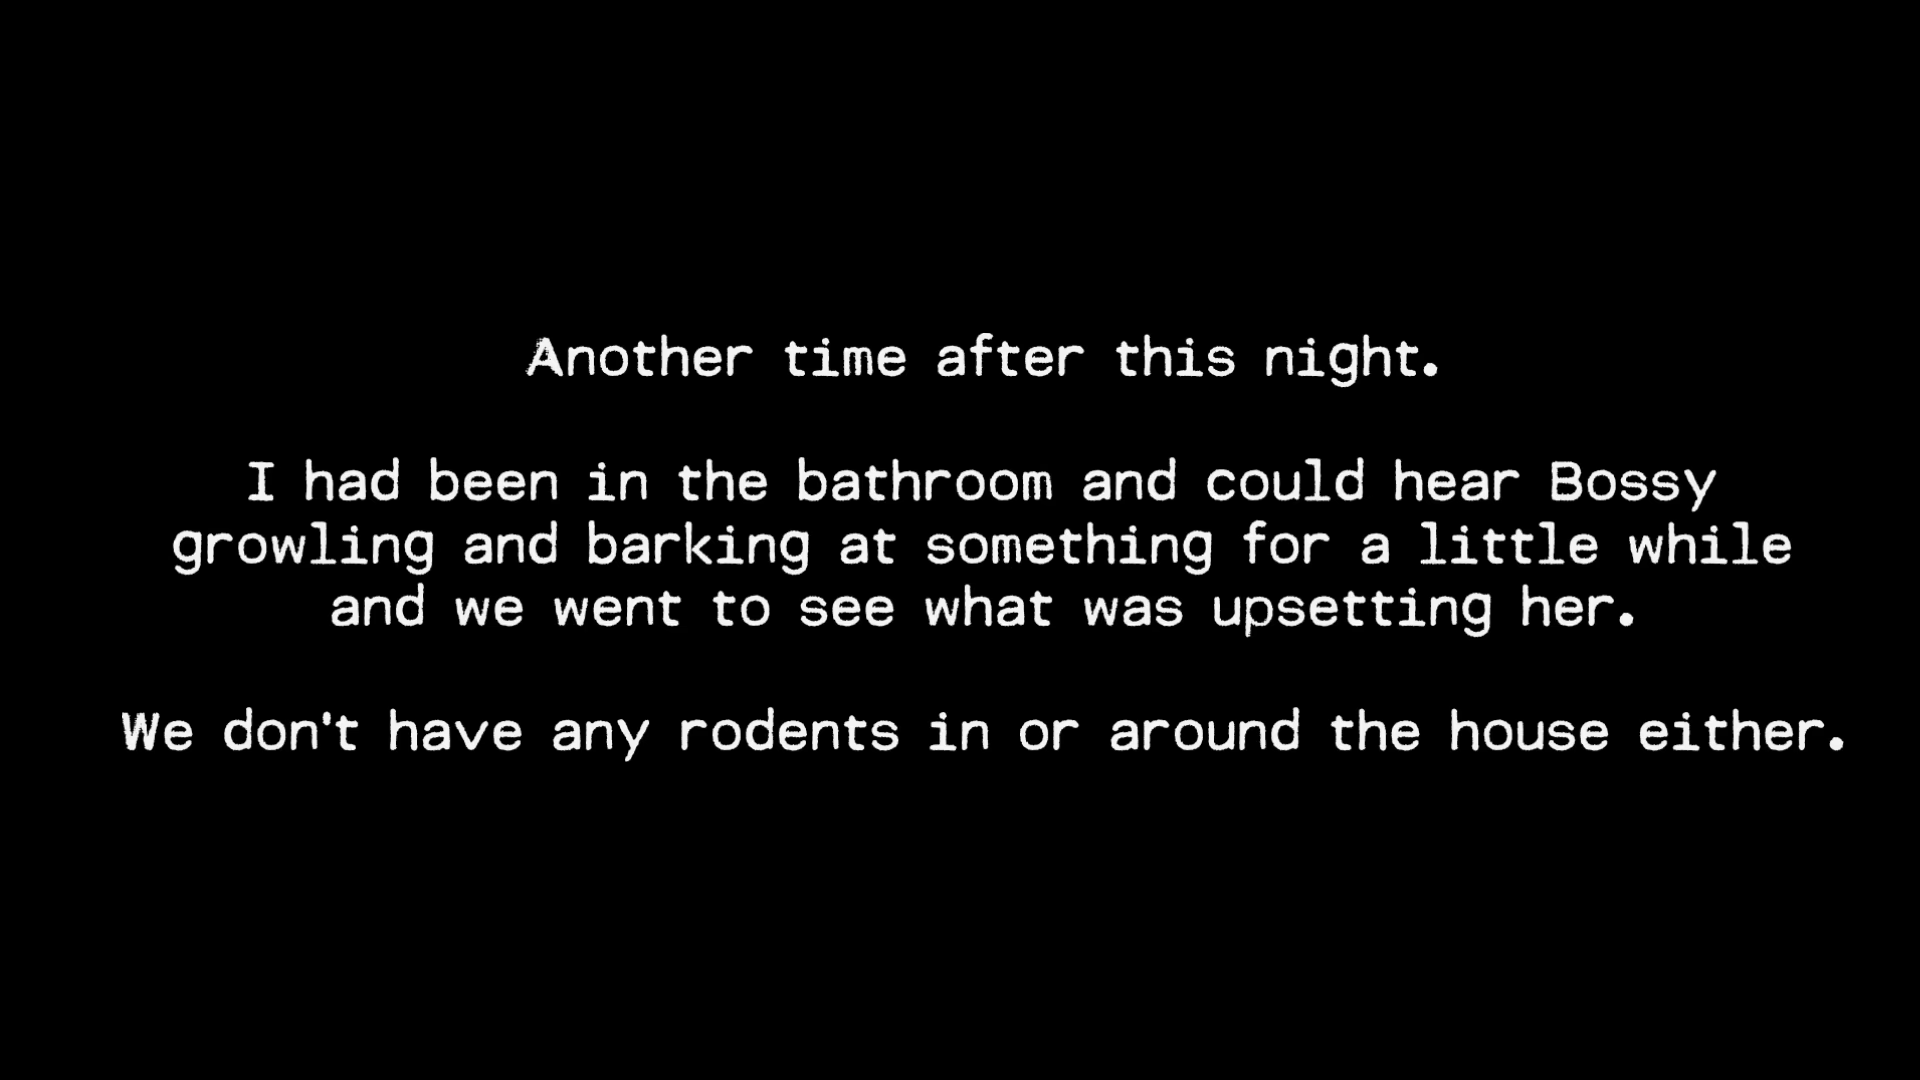 Another time after this night.
I had been in the bathroom and could hear Bossy
growling and barking at something for a little while
and we went to see what was upsetting her.
We don't have any rodents in or around the house either.